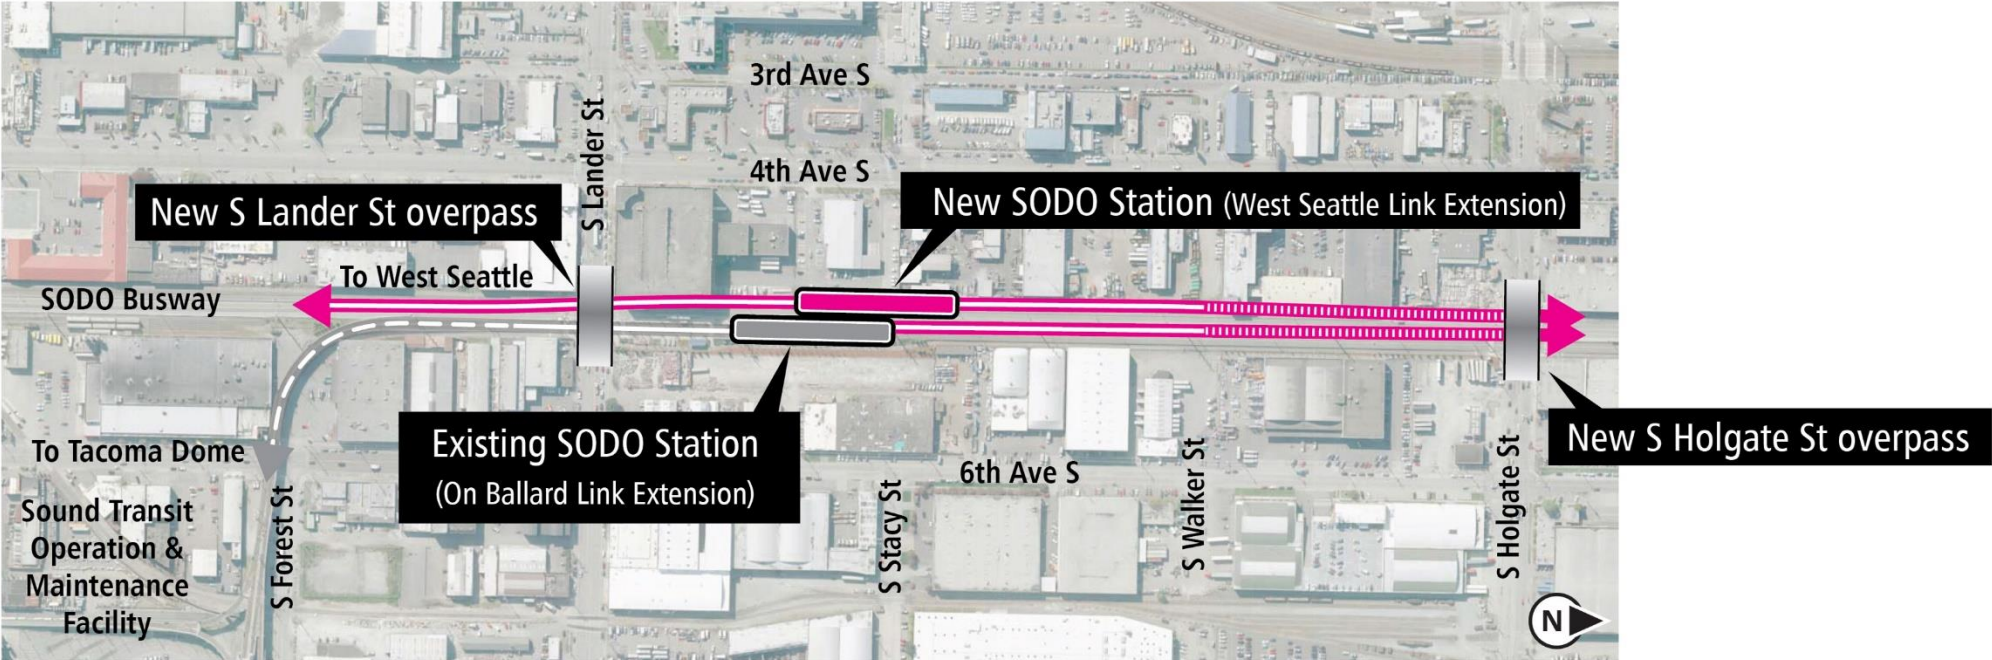 3rd Ave S
4th Ave S
S Lander St
New S Lander St overpass
New SODO Station (West Seattle Link Extension)
To West Seattle
SODO Busway
Existing SODO Station
(On Ballard Link Extension)
New S Holgate St overpass
To Tacoma Dome
6th Ave S
Sound Transit
Operation &
Maintenance
Facility
S Forest St
S Stacy St
S Walker St
S Holgate St
N